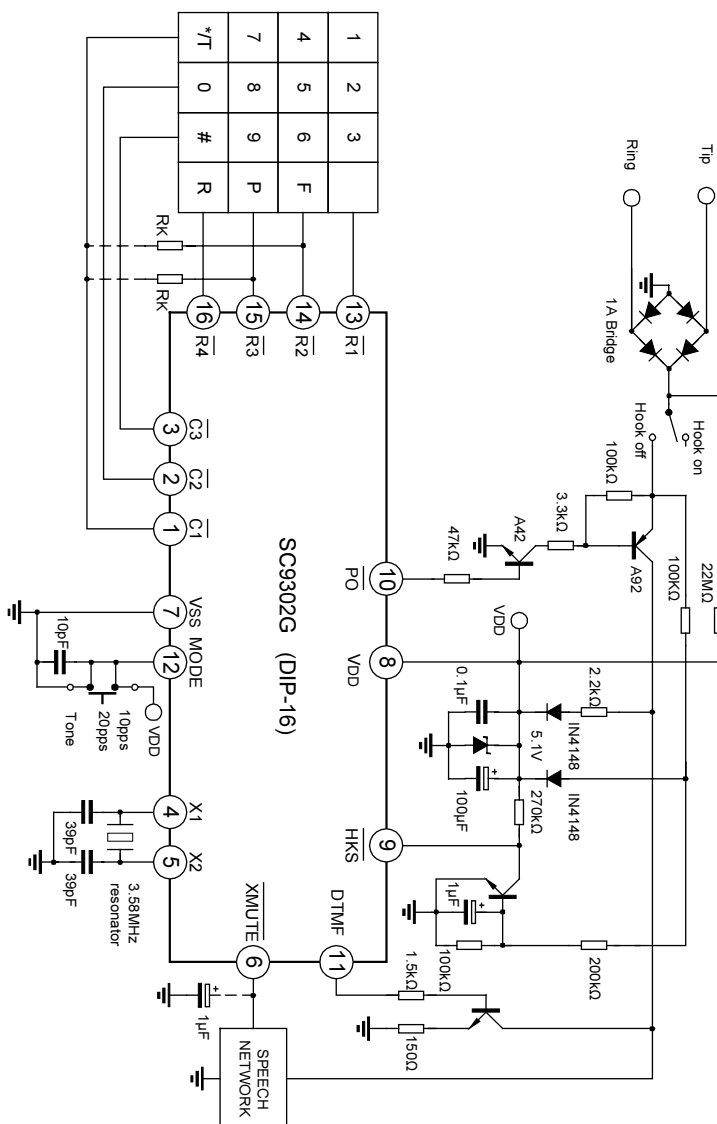 Tip
Ring
1A Bridge
Hook on
Hook off
1
2
3
4
5
6
F
7
8
9
P
*/T
0
#
R
RK
RK
13
R1
14
R2
15
R3
16
R4
C3
3
C2
2
C1
1
SC9302G (DIP-16)
100kΩ
A92
3.3kΩ
A42
47kΩ
10
PO
100KΩ
22MΩ
VDD
8
VDD
0.1µF
5.1V
100µF
2.2kΩ
IN4148
IN4148
270kΩ
9
HKS
1µF
100kΩ
200kΩ
VSS
7
MODE
12
10pF
VDD
10pps
20pps
Tone
X1
4
X2
5
39pF
39pF
3.58MHz
resonator
XMUTE
6
DTMF
11
1.5kΩ
150Ω
1µF
SPEECH
NETWORK